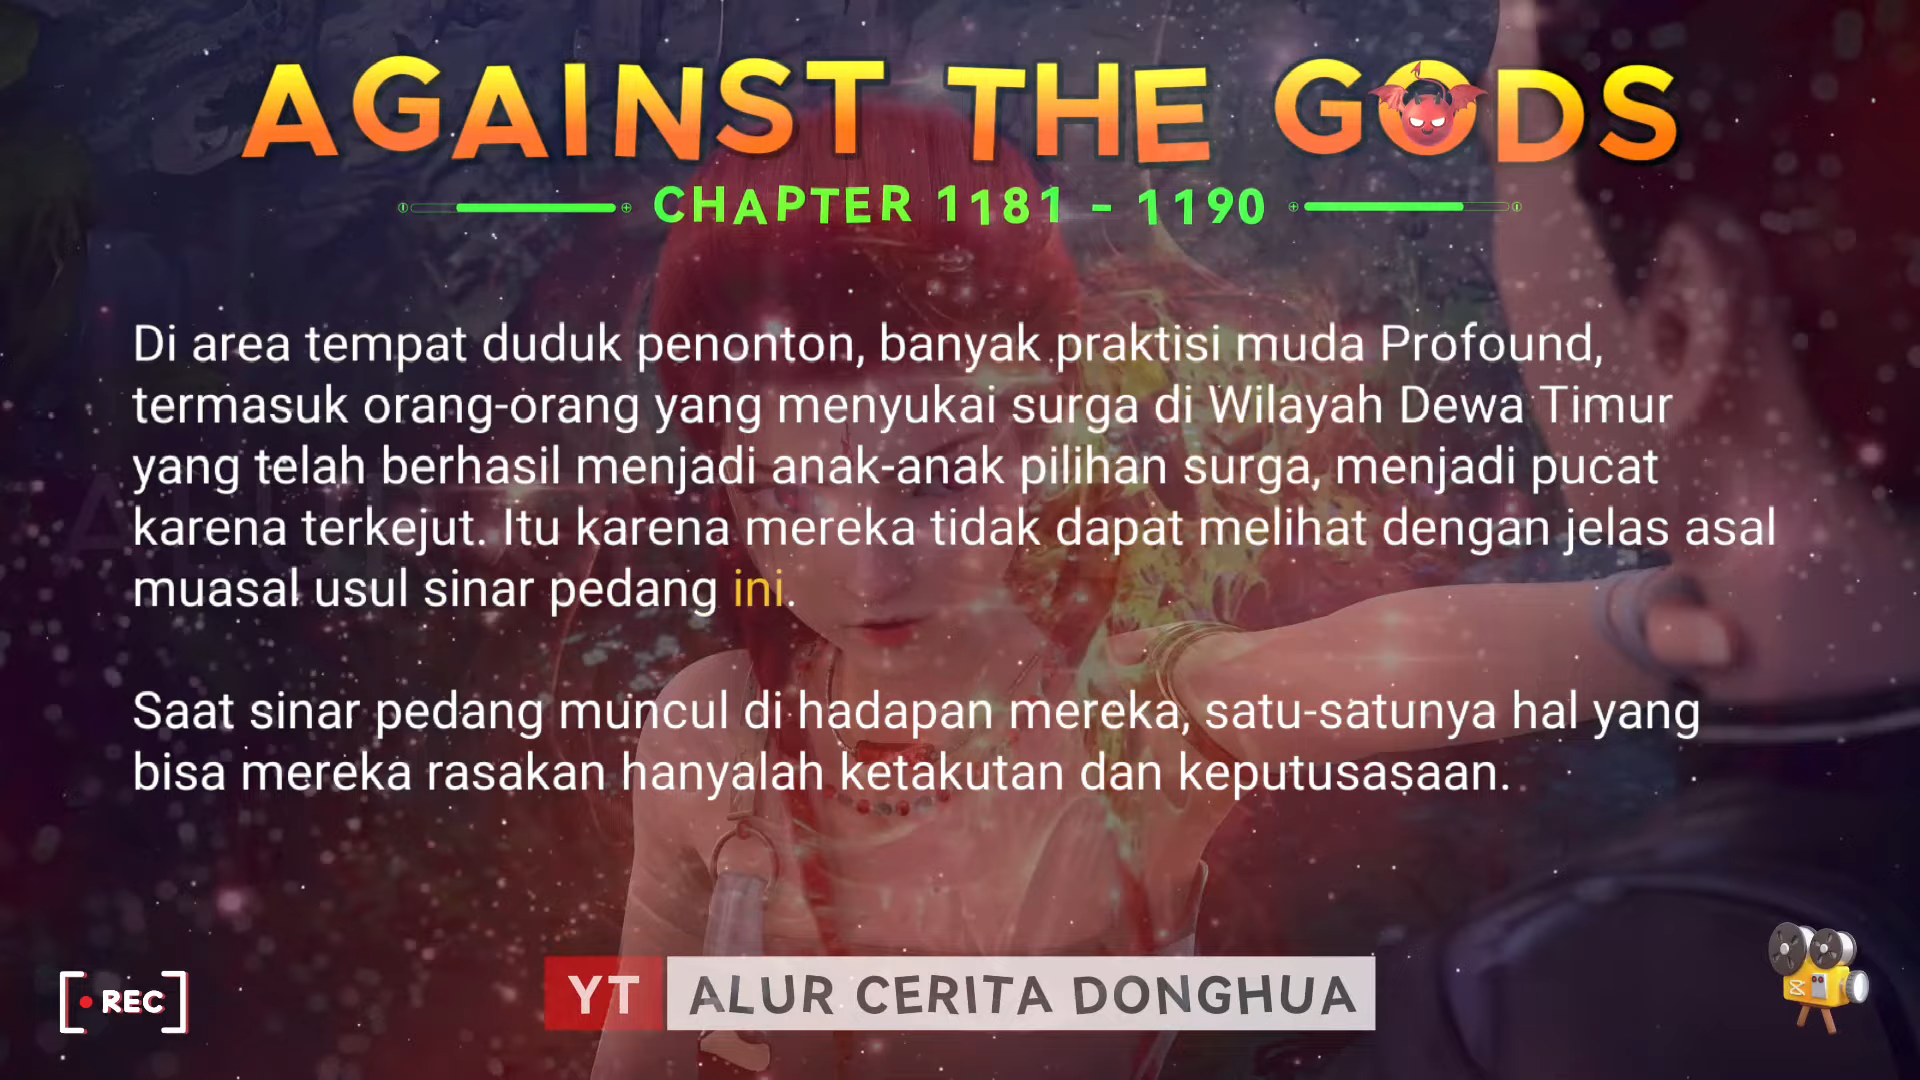 AGAINST THE GODS
CHAPTER 1181 - 1190
Di area tempat duduk penonton, banyak praktisi muda Profound,
termasuk orang-orang yang menyukai surga di Wilayah Dewa Timur
yang telah berhasil menjadi anak-anak pilihan surga, menjadi pucat
karena terkejut. Itu karena mereka tidak dapat melihat dengan jelas asal
muasal usul sinar pedang ini.
Saat sinar pedang muncul di hadapan mereka, satu-satunya hal yang
bisa mereka rasakan hanyalah ketakutan dan keputusasaan.
YT ALUR CERITA DONGHUA
REC